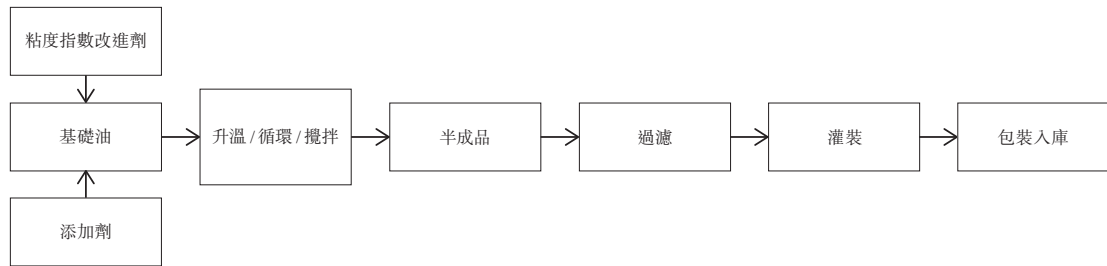 粘度指數改進劑
基礎油
升溫/循環/攪拌
半成品
過濾
灌裝
包裝入庫
添加劑